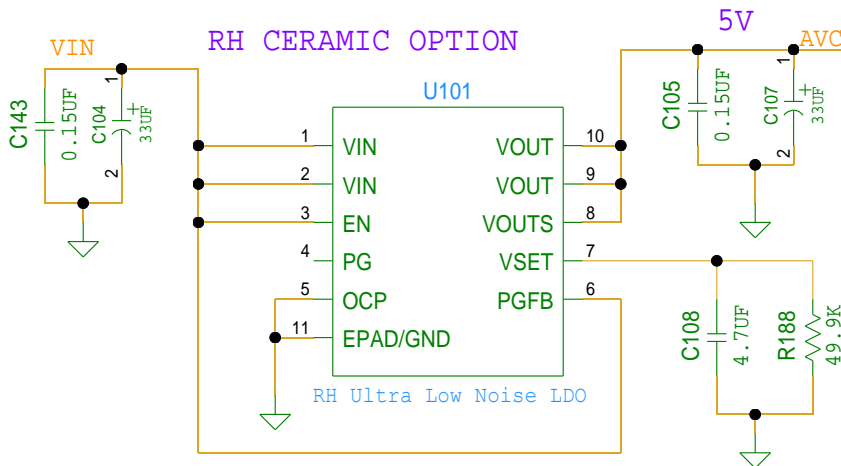 RH CERAMIC OPTION
5V
VIN
AVC
U101
C143
0.15UF
1
C104
+
33UF
2
C105
0.15UF
1
C107
+
33UF
2
1 VIN
2 VIN
3 EN
4 PG
5 OCP
11 EPAD/GND
VOUT 10
VOUT 9
VOUTS 8
VSET 7
PGFB 6
C108
4.7UF
R188
49.9K
RH Ultra Low Noise LDO